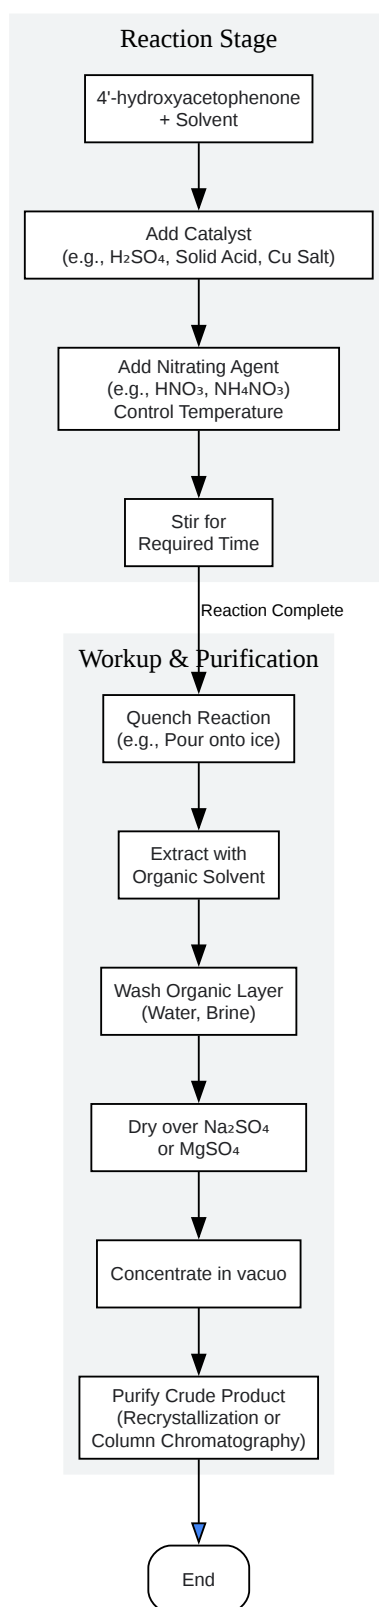 Reaction Stage
4'-hydroxyacetophenone
+ Solvent
Add Catalyst
(e.g., H₂SO₄, Solid Acid, Cu Salt)
Add Nitrating Agent
(e.g., HNO₃, NH₄NO₃)
Control Temperature
Stir for
Required Time
Reaction Complete
Workup & Purification
Quench Reaction
(e.g., Pour onto ice)
Extract with
Organic Solvent
Wash Organic Layer
(Water, Brine)
Dry over Na₂SO₄
or MgSO₄
Concentrate in vacuo
Purify Crude Product
(Recrystallization or
Column Chromatography)
End